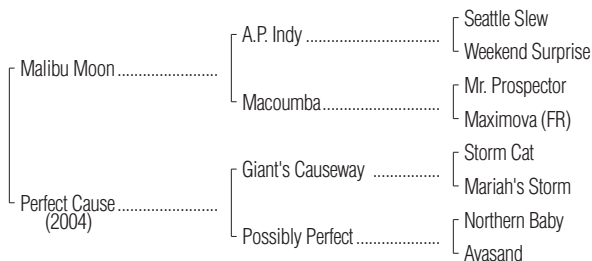 Seattle Slew
A.P. Indy ..............................
Weekend Surprise
Malibu Moon .......................
Mr. Prospector
Macoumba...........................
Maximova (FR)
Storm Cat
Giant's Causeway ...............
Mariah's Storm
Perfect Cause .......................
(2004)
Northern Baby
Possibly Perfect ...................
Avasand